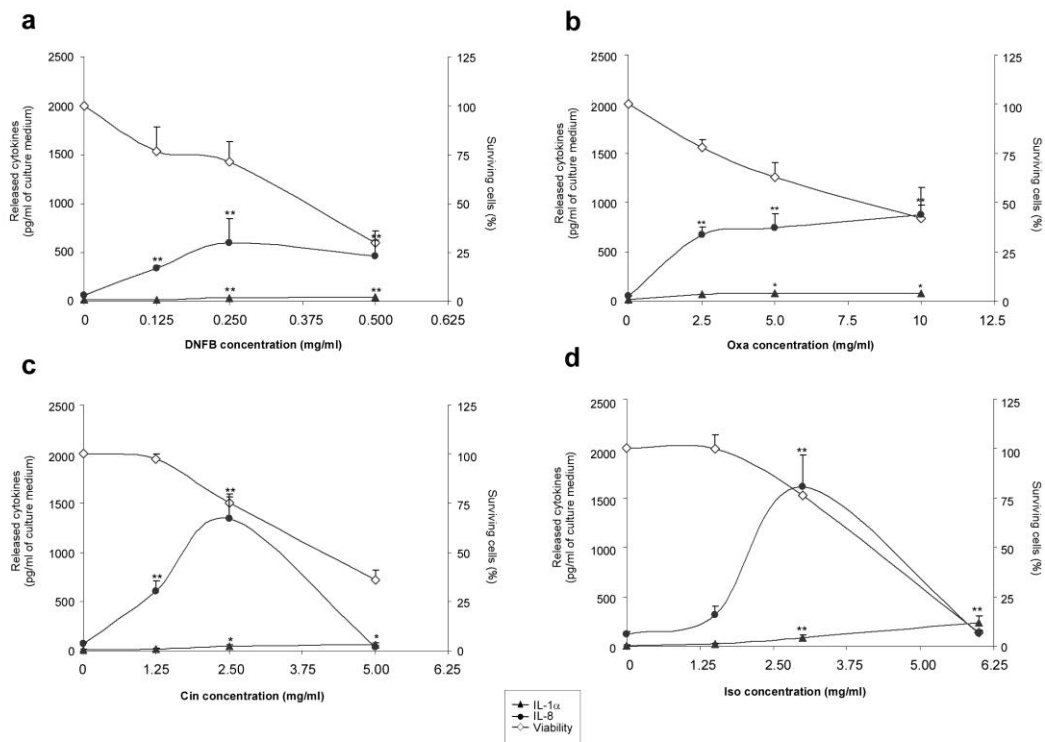 a
2500
2000
1500
1000
500
0
Released cytokines
(pg/ml of culture medium)
125
100
75
50
25
0
Surviving cells (%)
**
**
**
**
**
0 0.125 0.250 0.375 0.500 0.625
DNFB concentration (mg/ml)
b
2500
2000
1500
1000
500
0
Released cytokines
(pg/ml of culture medium)
125
100
75
50
25
0
Surviving cells (%)
**
**
**
*
*
0 2.5 5.0 7.5 10 12.5
Oxa concentration (mg/ml)
c
2500
2000
1500
1000
500
0
Released cytokines
(pg/ml of culture medium)
125
100
75
50
25
0
Surviving cells (%)
**
**
*
*
0 1.25 2.50 3.75 5.00 6.25
Cin concentration (mg/ml)
d
2500
2000
1500
1000
500
0
Released cytokines
(pg/ml of culture medium)
125
100
75
50
25
0
Surviving cells (%)
**
**
**
0 1.25 2.50 3.75 5.00 6.25
Iso concentration (mg/ml)
IL-1α
IL-8
Viability